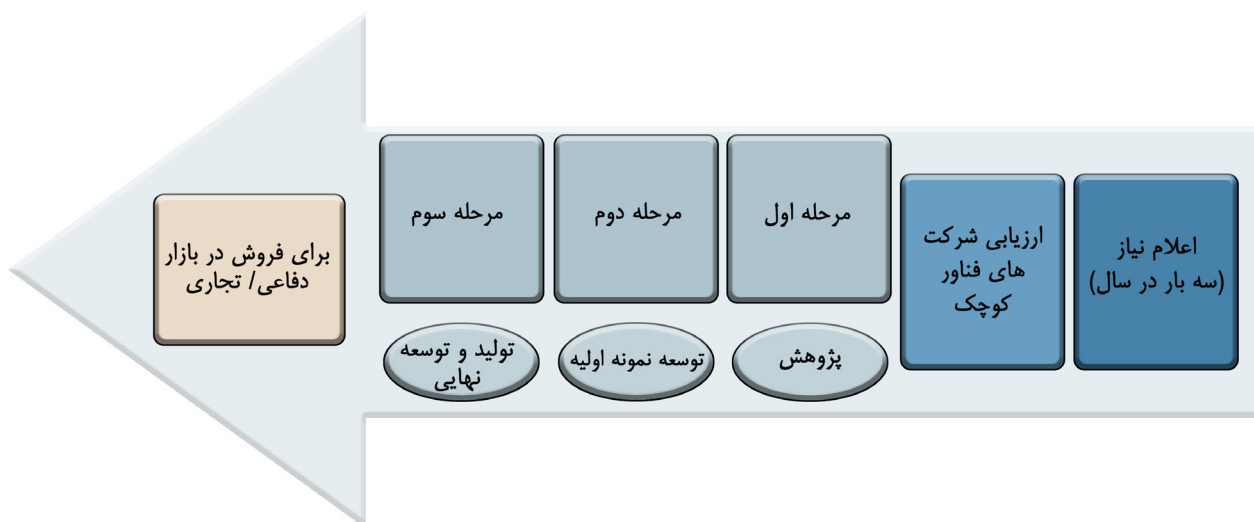 اعلام نیاز
(سه بار در سال)
ارزیابی شرکت
های فناور
کوچک
مرحله اول
پژوهش
مرحله دوم
توسعه نمونه اولیه
مرحله سوم
تولید و توسعه
نهایی
برای فروش در بازار
دفاعی/ تجاری